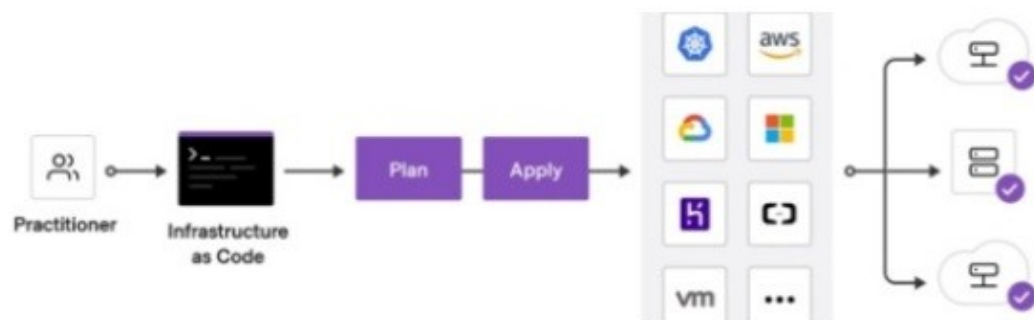 Practitioner
Infrastructure
as Code
Plan
Apply
aws
vm